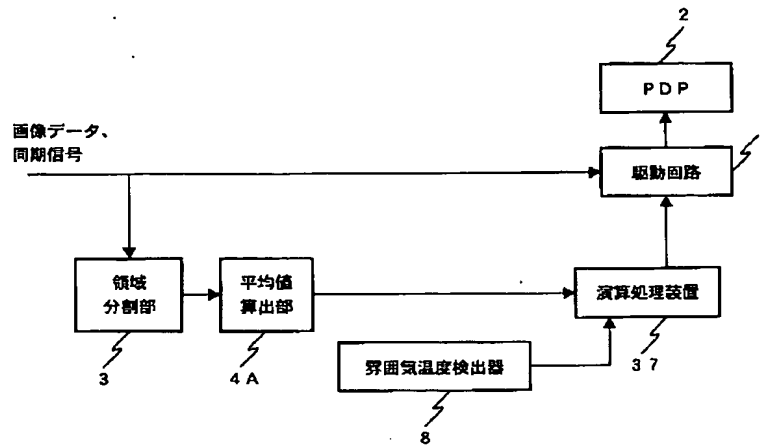 2
PDP
画像データ、
同期信号
駆動回路
領域
分割部
平均値
算出部
演算処理装置
3
4A
雰囲気温度検出器
37
8